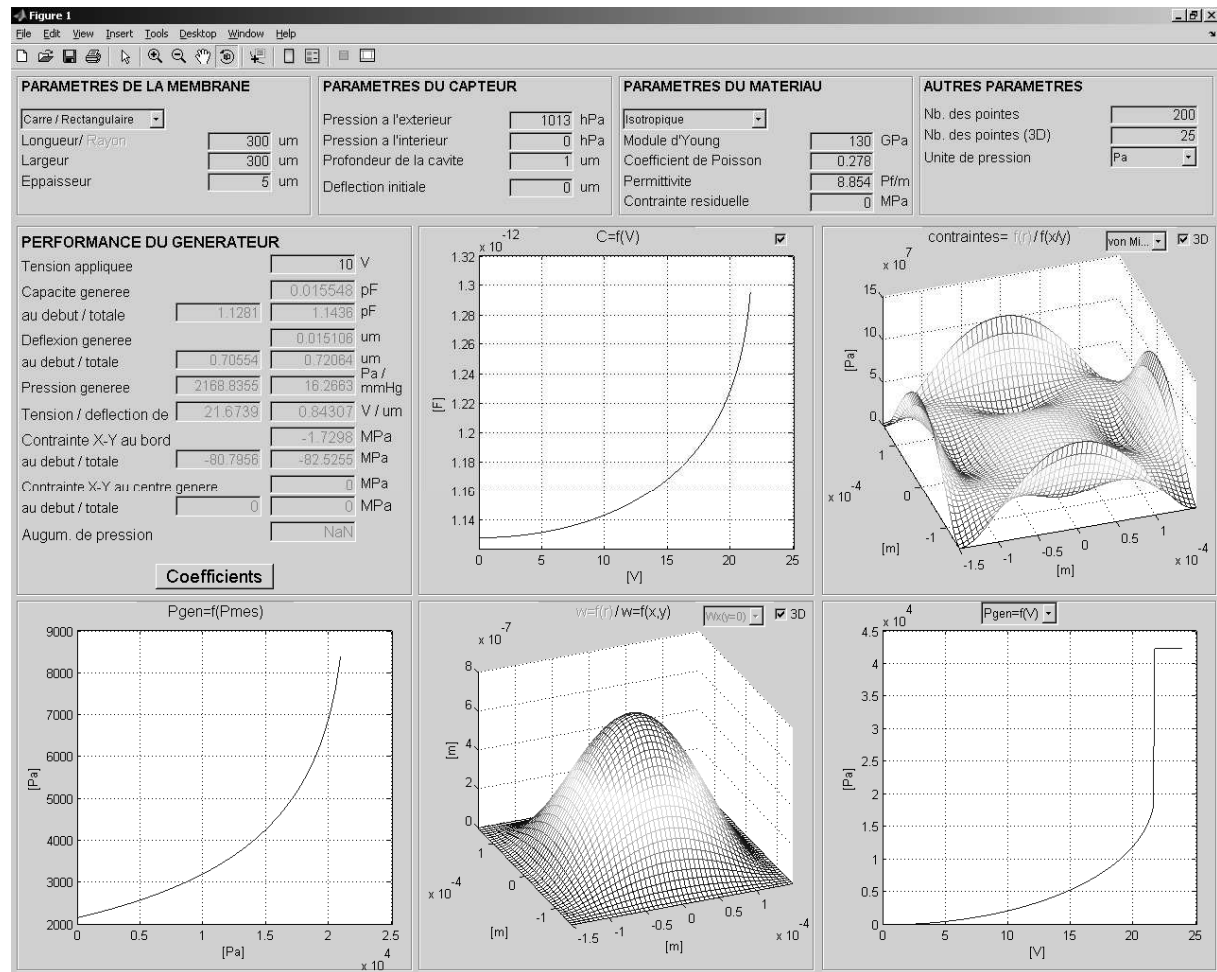 Figure 1
File Edit View Insert Tools Desktop Window Help
PARAMETRES DE LA MEMBRANE
Carre / Rectangulaire
Longueur/ Rayon 300 um
Largeur 300 um
Eppaisseur 5 um
PARAMETRES DU CAPTEUR
Pression a l'exterieur 1013 hPa
Pression a l'interieur 0 hPa
Profondeur de la cavite 1 um
Deflection initiale 0 um
PARAMETRES DU MATERIAU
Isotropique
Module d'Young 130 GPa
Coefficient de Poisson 0.278
Permittivite 8.854 Pf/m
Contrainte residuelle 0 MPa
AUTRES PARAMETRES
Nb. des pointes 200
Nb. des pointes (3D) 25
Unite de pression Pa
PERFORMANCE DU GENERATEUR
Tension appliquee 10 V
Capacite generee 0.015548 pF
au debut / totale 1.1281 1.1436 pF
Deflexion generee 0.015106 um
au debut / totale 0.70554 0.72064 um
Pression generee 2168.8355 16.2663 Pa / mmHg
Tension / deflection de 21.6739 0.84307 V / um
Contrainte X-Y au bord -1.7298 MPa
au debut / totale -80.7956 -82.5255 MPa
Contrainte X-Y au centre genere 0 MPa
au debut / totale 0 0 MPa
Augum. de pression NaN
Coefficients
C=f(V)
x 10 -12
1.32
1.3
1.28
1.26
1.24
1.22
1.2
1.18
1.16
1.14
[F]
0 5 10 15 20 25
[V]
contraintes= f(r)/f(x/y) von Mi... 3D
x 10 7
15
10
5
0
[Pa]
1
0
-1
x 10 -4
[m]
-1.5 -1 -0.5 0 0.5 1
x 10 -4
[m]
Pgen=f(Pmes)
9000
8000
7000
6000
5000
4000
3000
2000
[Pa]
0 0.5 1 1.5 2 2.5
[Pa]
x 10 4
w=f(r)/w=f(x,y) Wx(y=0) 3D
x 10 -7
8
6
4
2
0
[m]
1
0
-1
x 10 -4
[m]
-1.5 -1 -0.5 0 0.5 1
x 10 -4
[m]
Pgen=f(V)
x 10 4
4.5
4
3.5
3
2.5
2
1.5
1
0.5
0
[Pa]
0 5 10 15 20 25
[V]